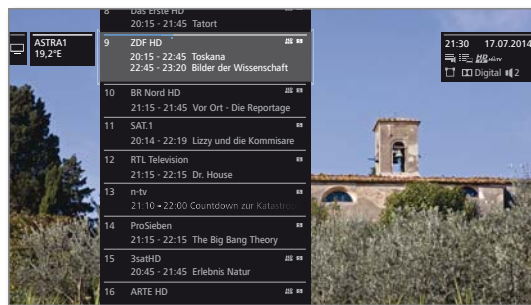 8 Das Erste HD
20:15 - 21:45 Tatort
ASTRA1
19,2°E
9 ZDF HD
20:15 - 22:45 Toskana
22:45 - 23:20 Bilder der Wissenschaft
21:30 17.07.2014
Digital 2
10 BR Nord HD
21:15 - 21:45 Vor Ort - Die Reportage
11 SAT.1
20:14 - 22:19 Lizzy und die Kommisare
12 RTL Television
21:15 - 22:15 Dr. House
13 n-tv
21:10 - 22:00 Countdown zur Katastrop
14 ProSieben
21:15 - 22:15 The Big Bang Theory
15 3satHD
20:45 - 21:45 Erlebnis Natur
16 ARTE HD